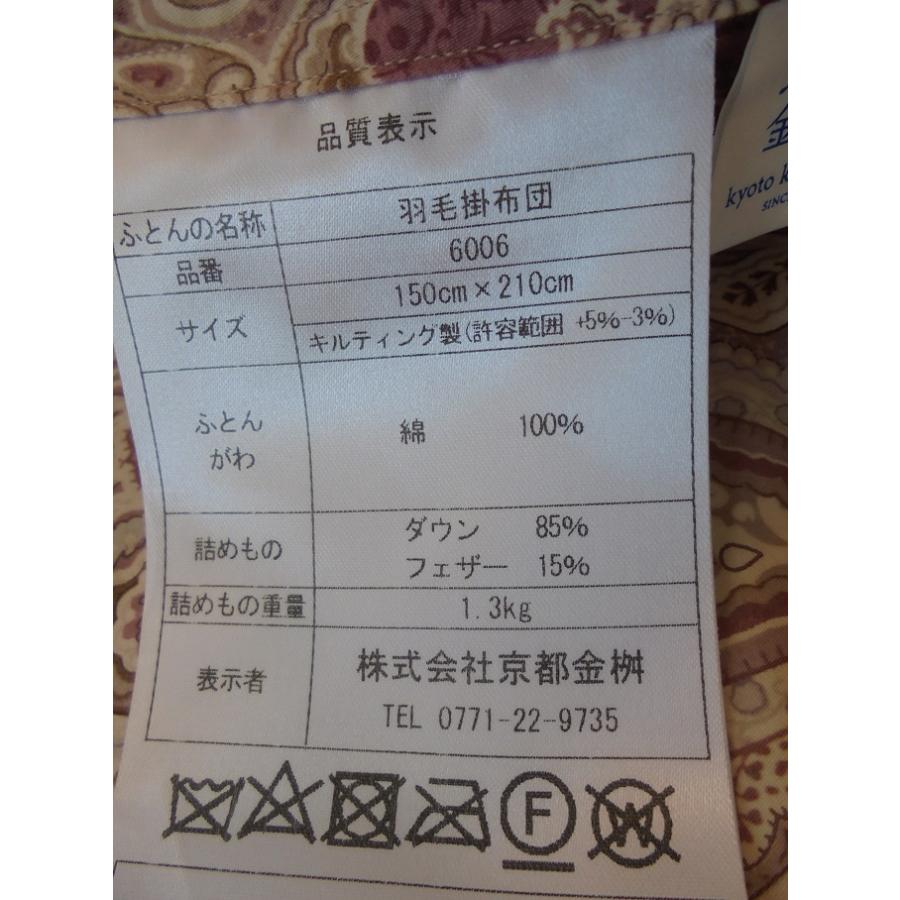 品質表示
ふとんの名称 羽毛掛布団
品番 6006
サイズ 150cm×210cm
キルティング製(許容範囲 +5%-3%)
ふとん
がわ
綿 100%
詰めもの
ダウン 85%
フェザー 15%
詰めもの重量 1.3kg
表示者
株式会社京都金桝
TEL 0771-22-9735
F
W
kyoto